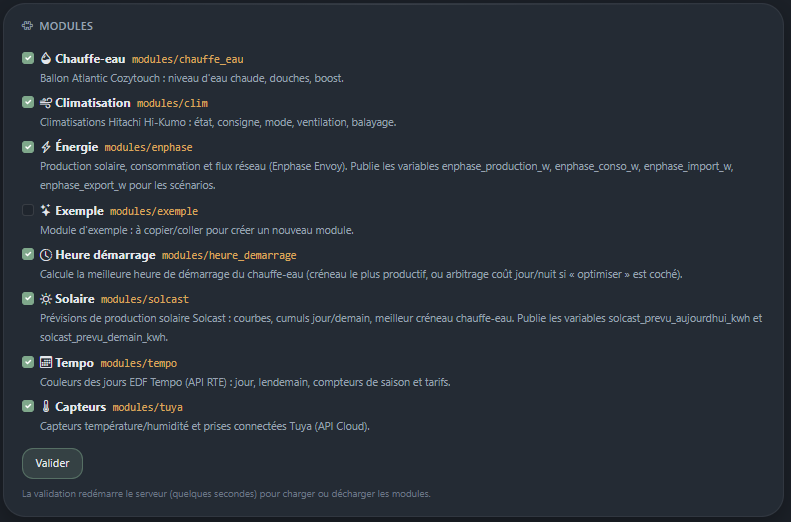 MODULES
Chauffe-eau modules/chauffe_eau
Ballon Atlantic Cozytouch : niveau d'eau chaude, douches, boost.
Climatisation modules/clim
Climatisations Hitachi Hi-Kumo : état, consigne, mode, ventilation, balayage.
Énergie modules/enphase
Production solaire, consommation et flux réseau (Enphase Envoy). Publie les variables enphase_production_w, enphase_conso_w, enphase_import_w,
enphase_export_w pour les scénarios.
Exemple modules/exemple
Module d'exemple : à copier/coller pour créer un nouveau module.
Heure démarrage modules/heure_demarrage
Calcule la meilleure heure de démarrage du chauffe-eau (créneau le plus productif, ou arbitrage coût jour/nuit si « optimiser » est coché).
Solaire modules/solcast
Prévisions de production solaire Solcast : courbes, cumuls jour/demain, meilleur créneau chauffe-eau. Publie les variables solcast_prevu_aujourdhui_kwh et
solcast_prevu_demain_kwh.
Tempo modules/tempo
Couleurs des jours EDF Tempo (API RTE) : jour, lendemain, compteurs de saison et tarifs.
Capteurs modules/tuya
Capteurs température/humidité et prises connectées Tuya (API Cloud).
Valider
La validation redémarre le serveur (quelques secondes) pour charger ou décharger les modules.